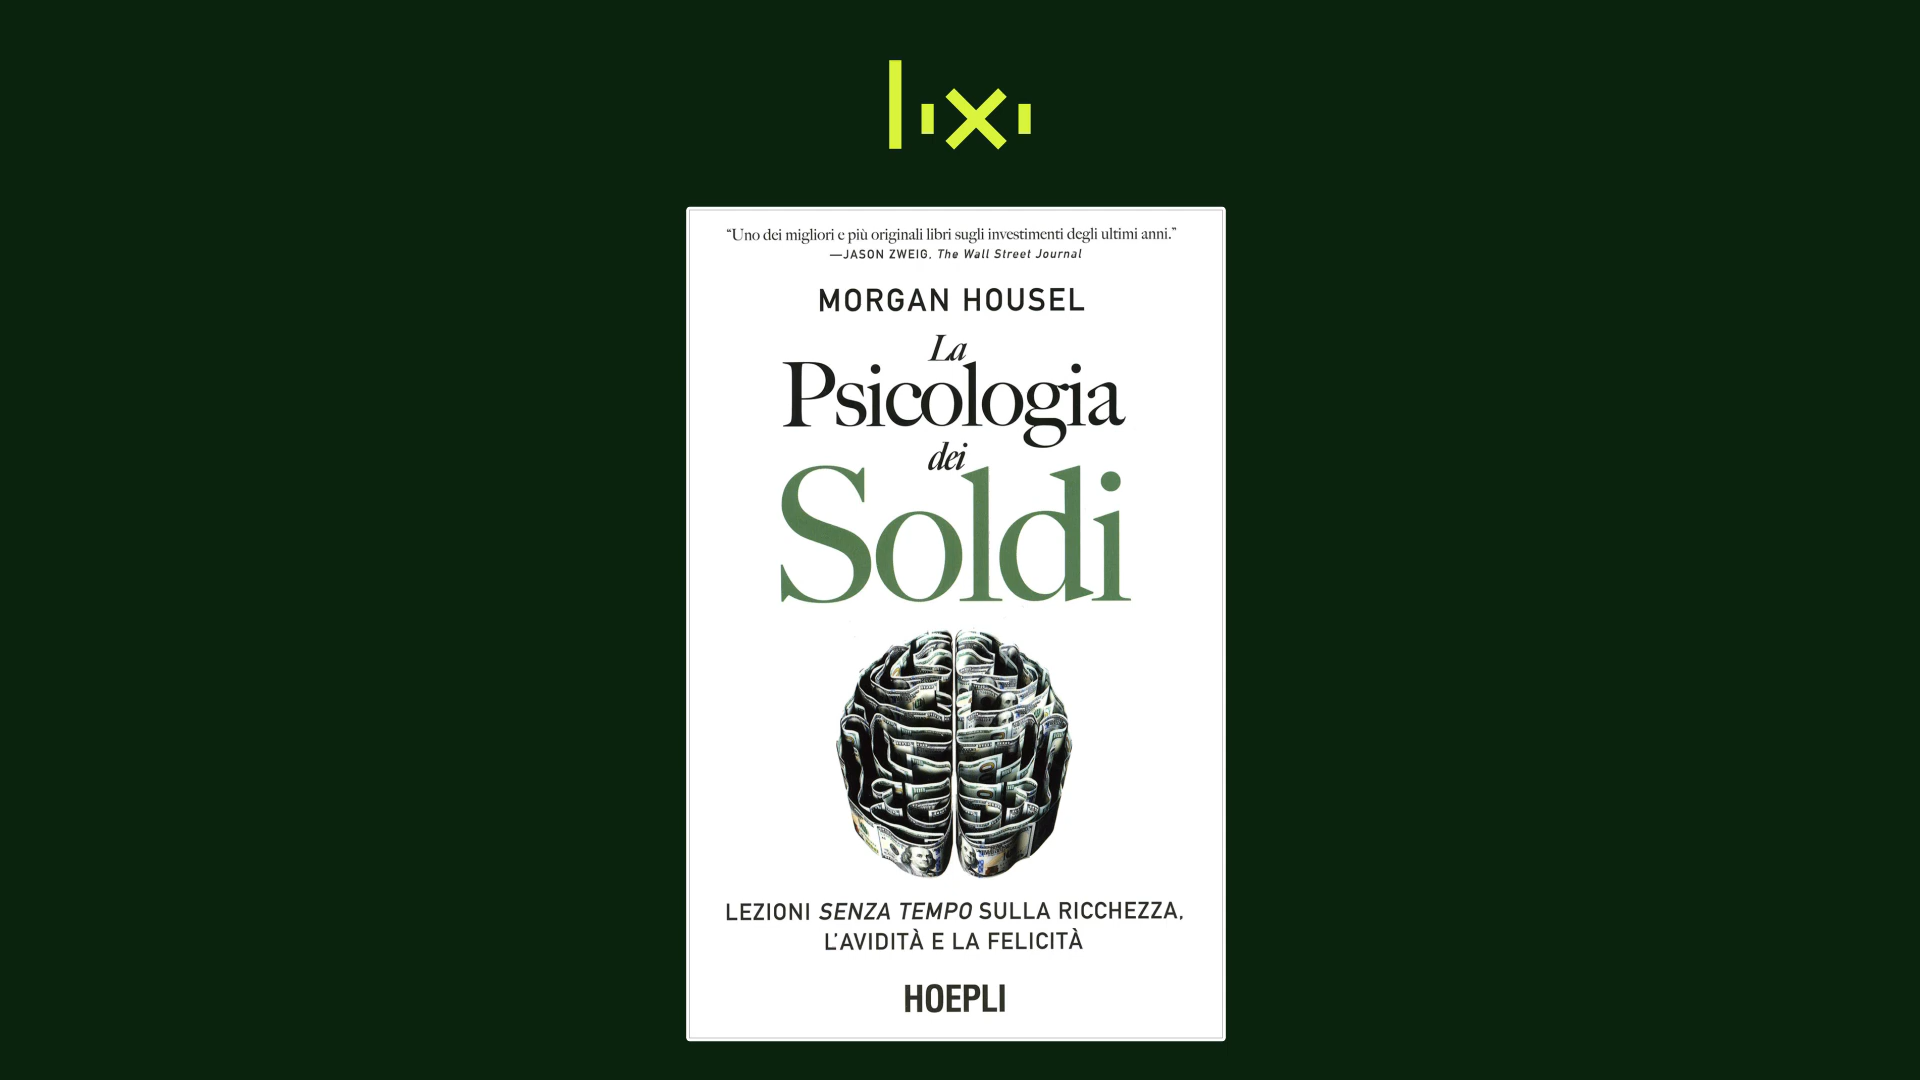 lixi
“Uno dei migliori e più originali libri sugli investimenti degli ultimi anni.”
—JASON ZWEIG, The Wall Street Journal
MORGAN HOUSEL
La
Psicologia
dei
Soldi
LEZIONI SENZA TEMPO SULLA RICCHEZZA,
L’AVIDITÀ E LA FELICITÀ
HOEPLI